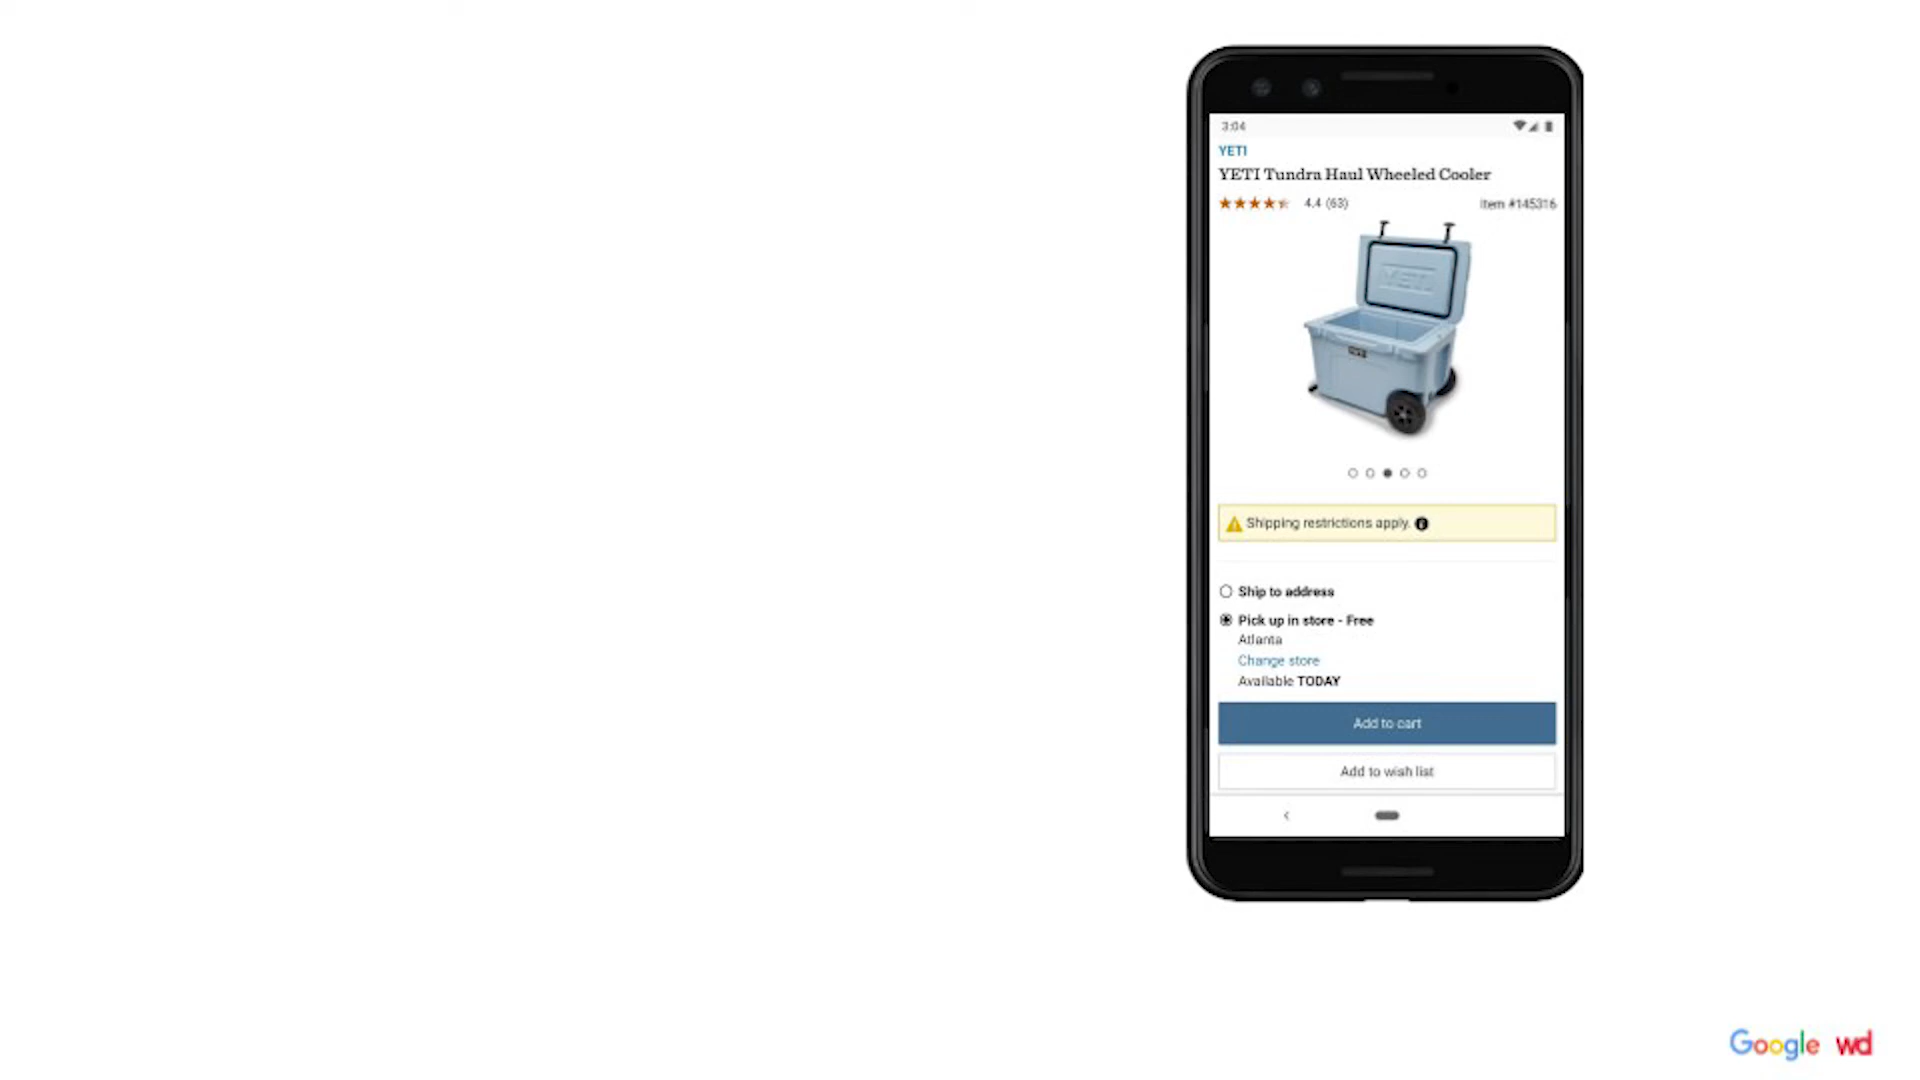 3:04
YETI
YETI Tundra Haul Wheeled Cooler
4.4 (63)
Item #145316
YETI
YETI
Shipping restrictions apply.
Ship to address
Pick up in store - Free
Atlanta
Change store
Available TODAY
Add to cart
Add to wish list
Google wd